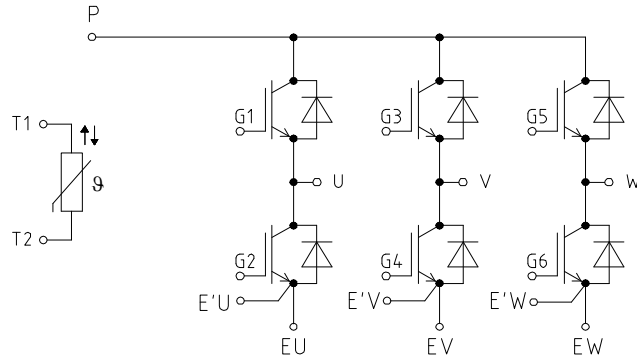 P
G1 G3 G5
T1
ϑ
U V W
T2
G2 G4 G6
E'U E'V E'W
EU EV EW